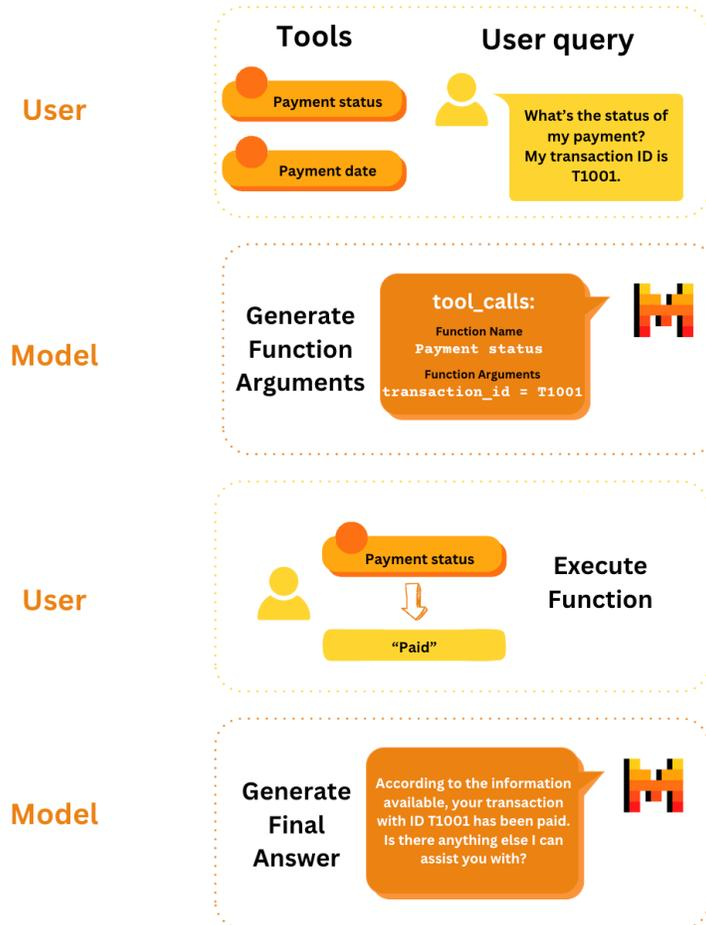 Tools
User query
User
Payment status
Payment date
What's the status of
my payment?
My transaction ID is
T1001.
Model
Generate
Function
Arguments
tool_calls:
Function Name
Payment status
Function Arguments
transaction_id = T1001
User
Payment status
“Paid”
Execute
Function
Model
Generate
Final
Answer
According to the information
available, your transaction
with ID T1001 has been paid.
Is there anything else I can
assist you with?